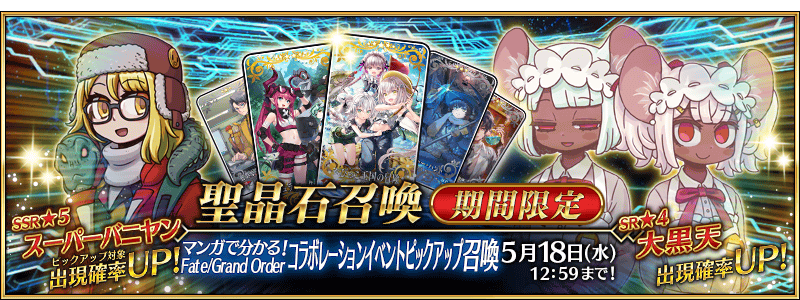 聖晶石召喚
期間限定
SSR★5
スーパーバニヤン
ピックアップ対象
出現確率UP!
マンガで分かる!
Fate/Grand Order
コラボレーションイベントピックアップ召喚
5月18日(水)
12:59まで!
SR★4
大黒天
出現確率UP!